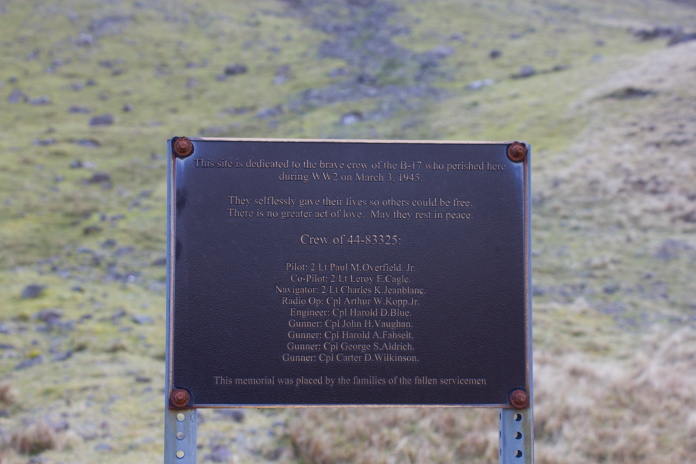 This site is dedicated to the brave crew of the B-17 who perished here
during WW2 on March 3, 1945.
They selflessly gave their lives so others could be free.
There is no greater act of love. May they rest in peace.
Crew of 44-83325:
Pilot: 2 Lt Paul M.Overfield. Jr.
Co-Pilot: 2 Lt Leroy E.Cagle.
Navigator: 2 Lt Charles K.Jeanblanc.
Radio Op: Cpl Arthur W.Kopp.Jr.
Engineer: Cpl Harold D.Blue.
Gunner: Cpl John H.Vaughan.
Gunner: Cpl Harold A.Fahselt.
Gunner: Cpl George S.Aldrich.
Gunner: Cpl Carter D.Wilkinson.
This memorial was placed by the families of the fallen servicemen